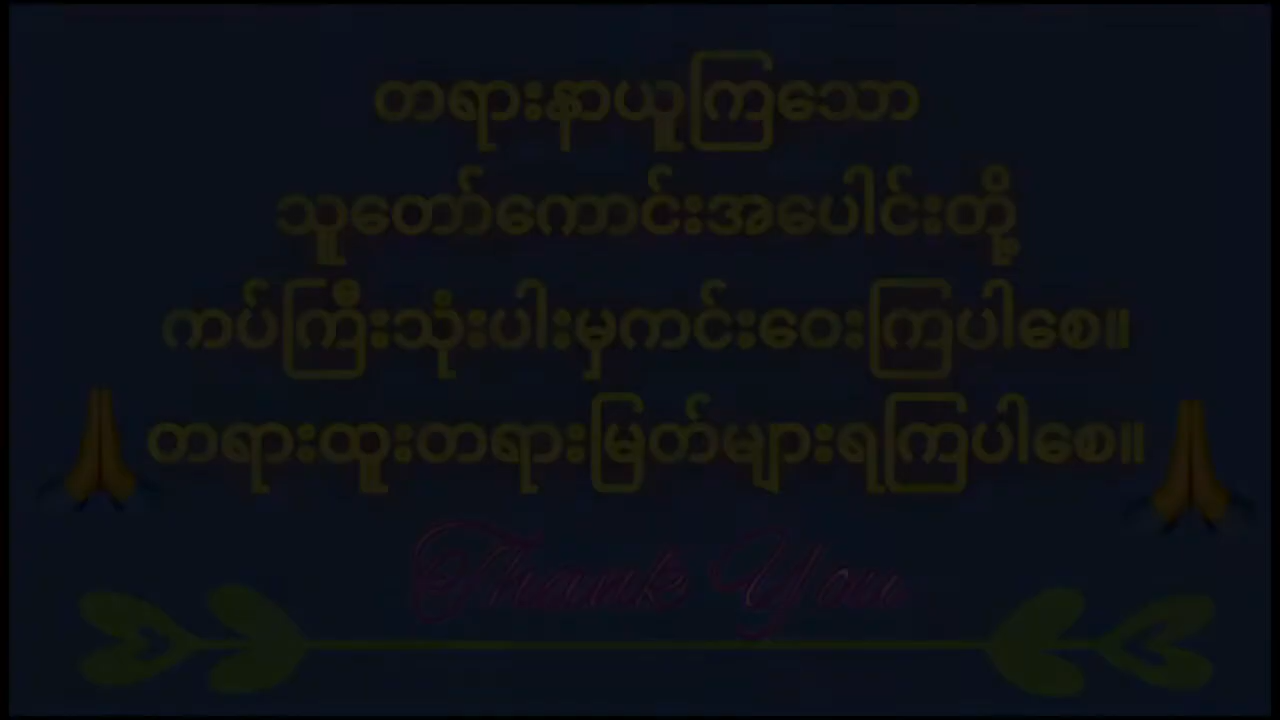 တရားနာယူကြသော
သူတော်ကောင်းအပေါင်းတို့
ကပ်ကြီးသုံးပါးမှကင်းဝေးကြပါစေ။
တရားထူးတရားမြတ်များရကြပါစေ။
Thank You